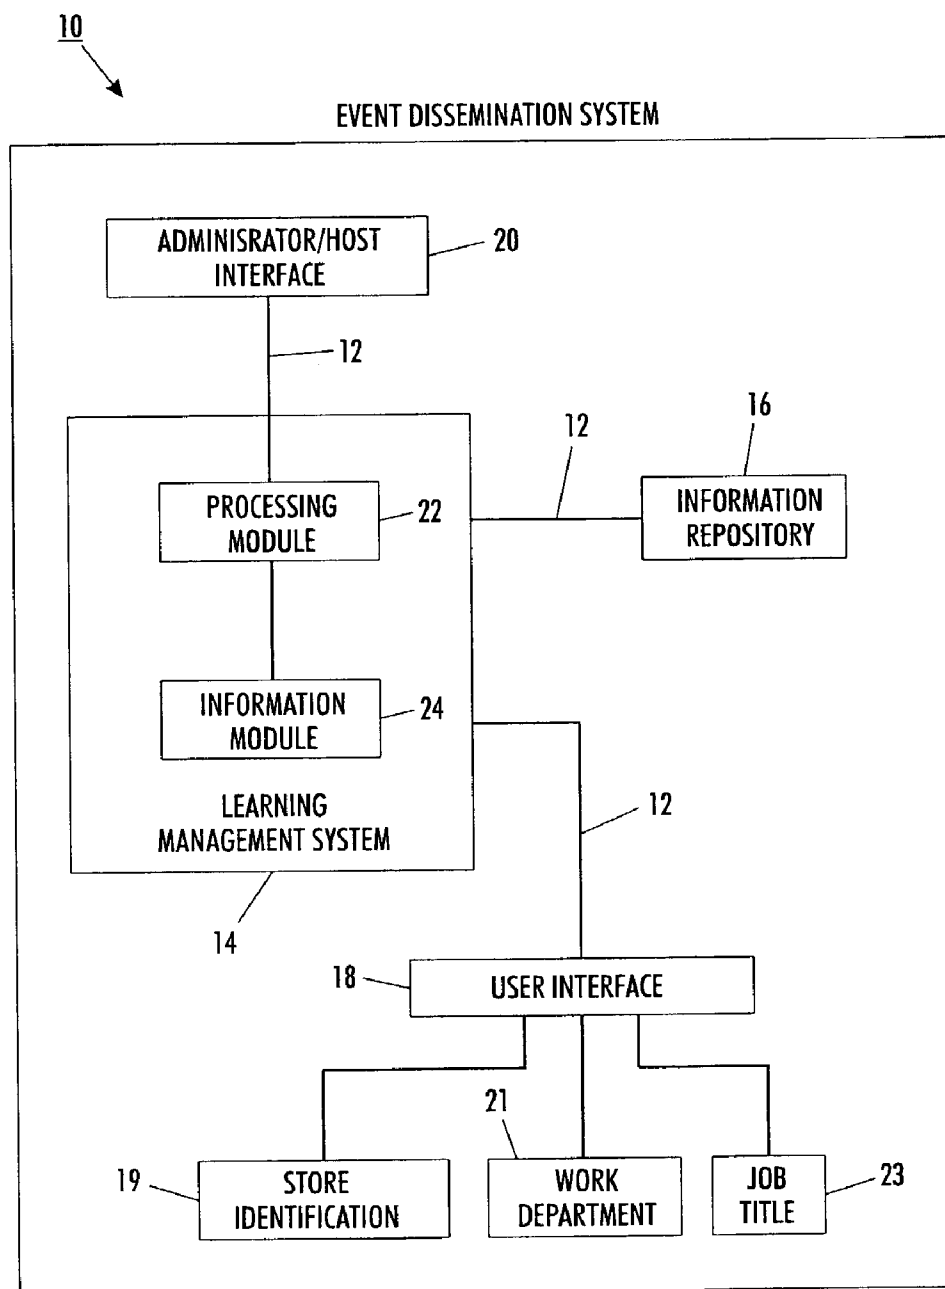 10
EVENT DISSEMINATION SYSTEM
ADMINISRATOR/HOST
INTERFACE
20
12
16
12
PROCESSING
MODULE
22
INFORMATION
REPOSITORY
INFORMATION
MODULE
24
LEARNING
MANAGEMENT SYSTEM
12
14
18
USER INTERFACE
21
19
STORE
IDENTIFICATION
WORK
DEPARTMENT
JOB
TITLE
23